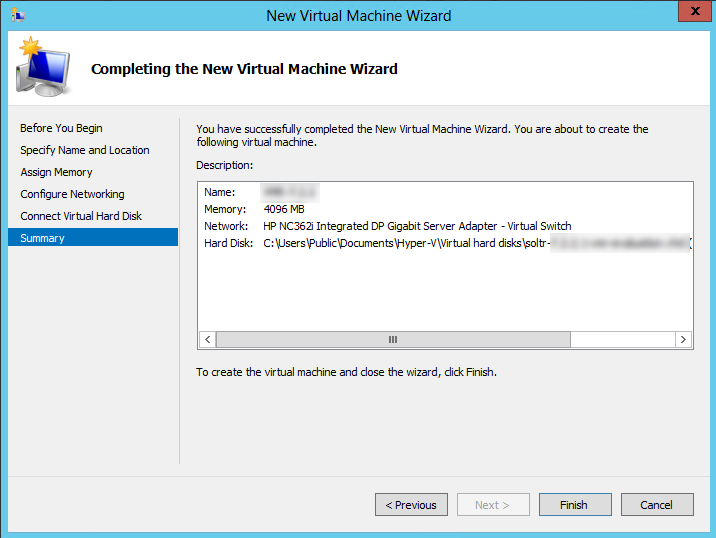 New Virtual Machine Wizard
Completing the New Virtual Machine Wizard
Before You Begin
Specify Name and Location
Assign Memory
Configure Networking
Connect Virtual Hard Disk
Summary
You have successfully completed the New Virtual Machine Wizard. You are about to create the
following virtual machine.
Description:
Name:
Memory: 4096 MB
Network: HP NC362i Integrated DP Gigabit Server Adapter - Virtual Switch
Hard Disk: C:\Users\Public\Documents\Hyper-V\Virtual hard disks\soltr-
To create the virtual machine and close the wizard, click Finish.
< Previous
Next >
Finish
Cancel